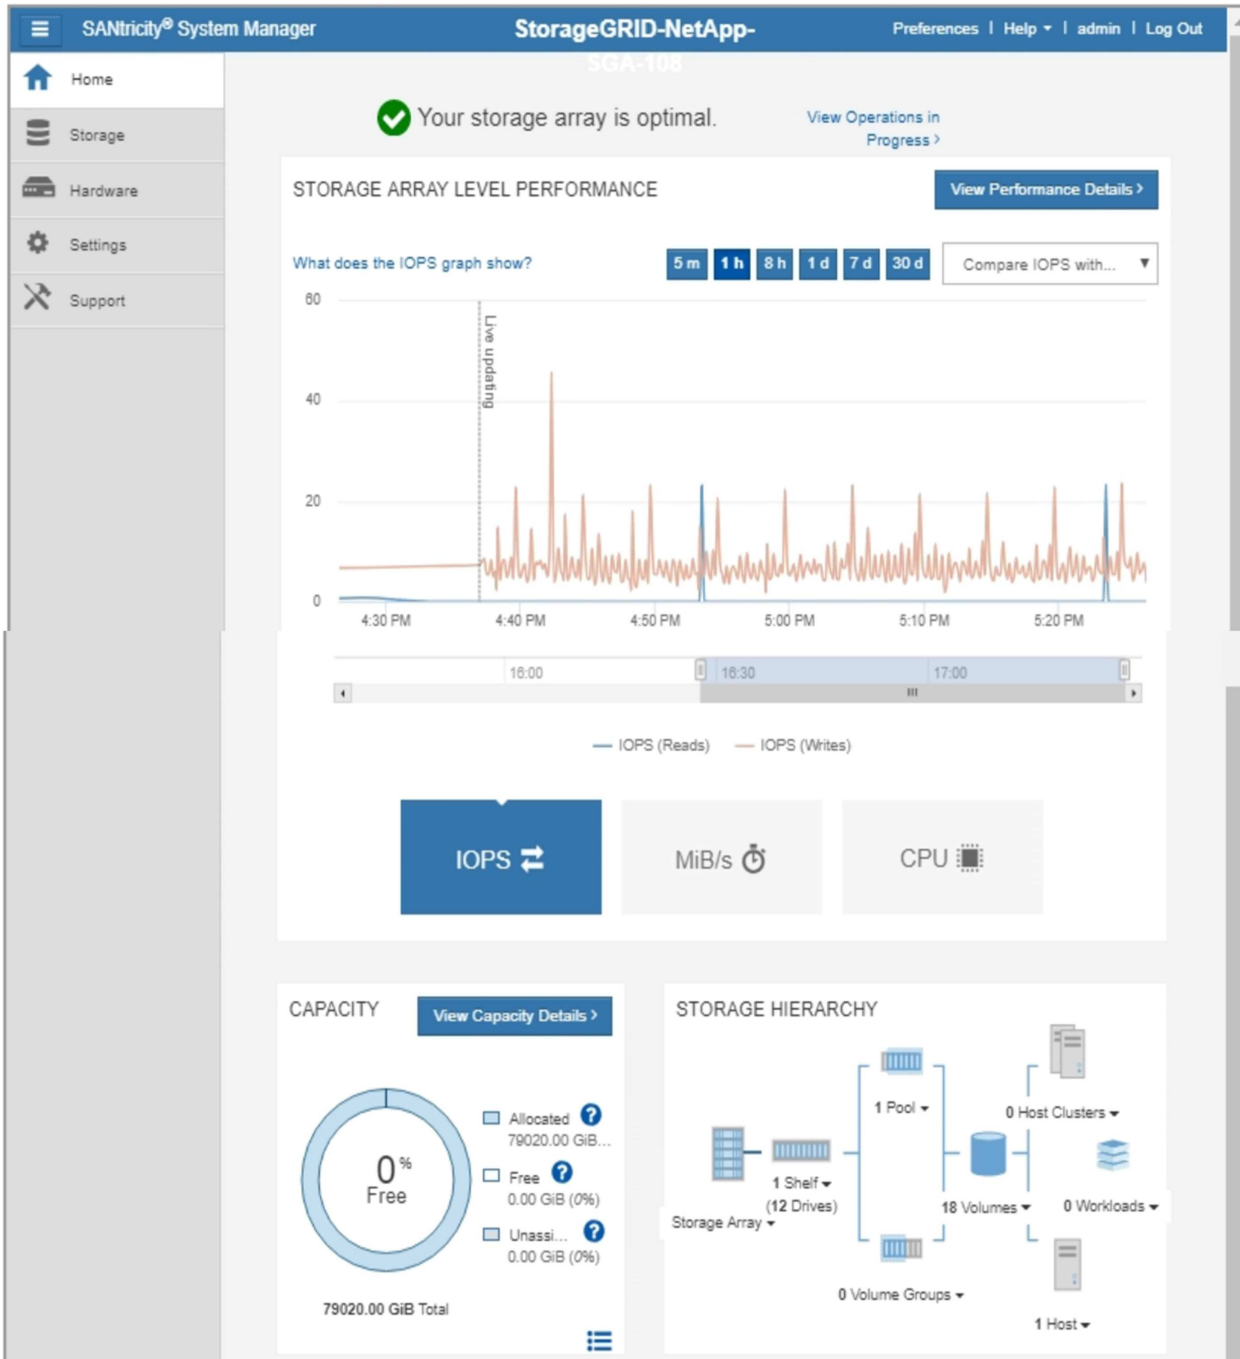 SANtricity® System Manager
StorageGRID-NetApp-
SGA-108
Preferences | Help | admin | Log Out
Home
Storage
Hardware
Settings
Support
Your storage array is optimal.
View Operations in
Progress >
STORAGE ARRAY LEVEL PERFORMANCE
View Performance Details >
What does the IOPS graph show?
5 m 1 h 8 h 1 d 7 d 30 d
Compare IOPS with...
60
40
20
0
Live updating
4:30 PM 4:40 PM 4:50 PM 5:00 PM 5:10 PM 5:20 PM
16:00 16:30 17:00
IOPS (Reads) IOPS (Writes)
IOPS
MiB/s
CPU
CAPACITY
View Capacity Details >
0%
Free
Allocated ?
79020.00 GiB...
Free ?
0.00 GiB (0%)
Unassi... ?
0.00 GiB (0%)
79020.00 GiB Total
STORAGE HIERARCHY
1 Pool
0 Host Clusters
1 Shelf
(12 Drives)
Storage Array
18 Volumes
0 Workloads
0 Volume Groups
1 Host